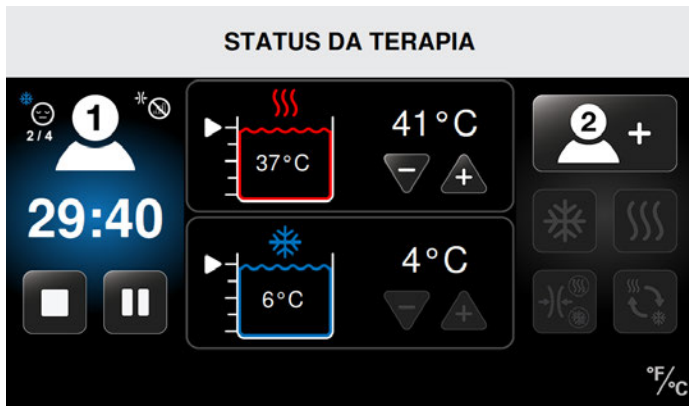 STATUS DA TERAPIA
1
2/4
29:40
41°C
37°C
4°C
6°C
2 +
°F/°C